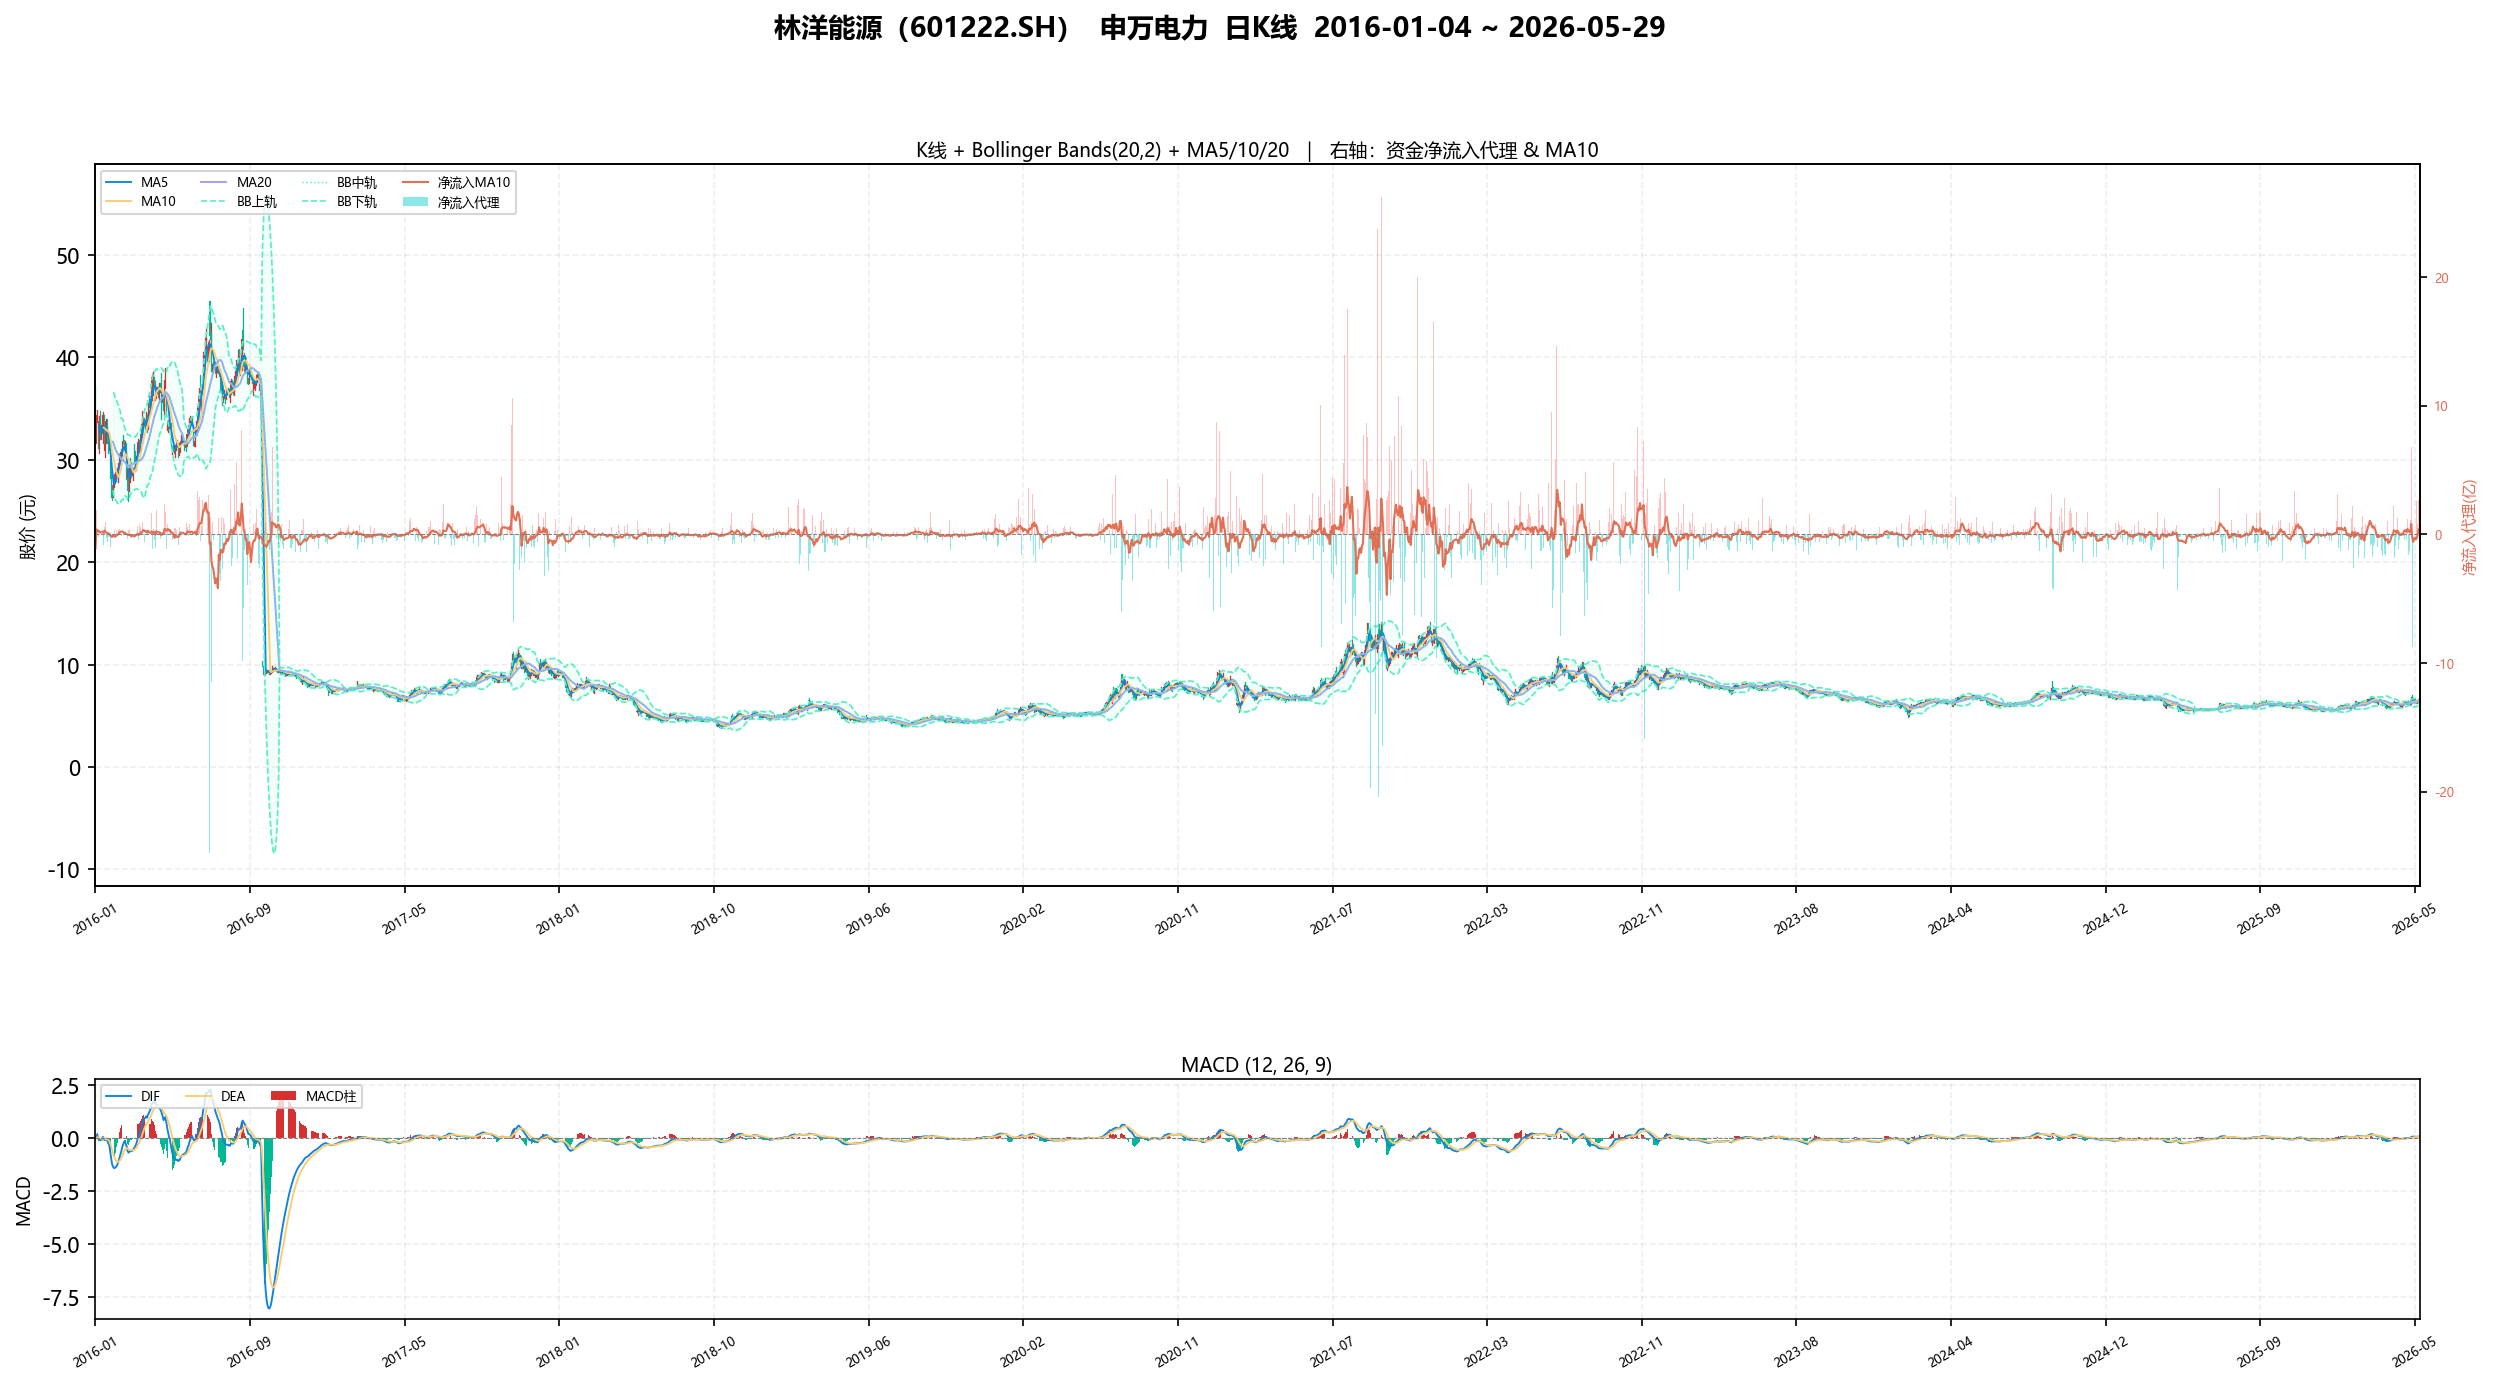 林洋能源（601222.SH） 申万电力 日K线 2016-01-04 ~ 2026-05-29
K线 + Bollinger Bands(20,2) + MA5/10/20 | 右轴：资金净流入代理 & MA10
MA5 MA20 BB中轨 净流入MA10
MA10 BB上轨 BB下轨 净流入代理
股价 (元)
50
40
30
20
10
0
-10
净流入代理(亿)
20
10
0
-10
-20
2016-01 2016-09 2017-05 2018-01 2018-10 2019-06 2020-02 2020-11 2021-07 2022-03 2022-11 2023-08 2024-04 2024-12 2025-09 2026-05
MACD (12, 26, 9)
DIF DEA MACD柱
MACD
2.5
0.0
-2.5
-5.0
-7.5
2016-01 2016-09 2017-05 2018-01 2018-10 2019-06 2020-02 2020-11 2021-07 2022-03 2022-11 2023-08 2024-04 2024-12 2025-09 2026-05